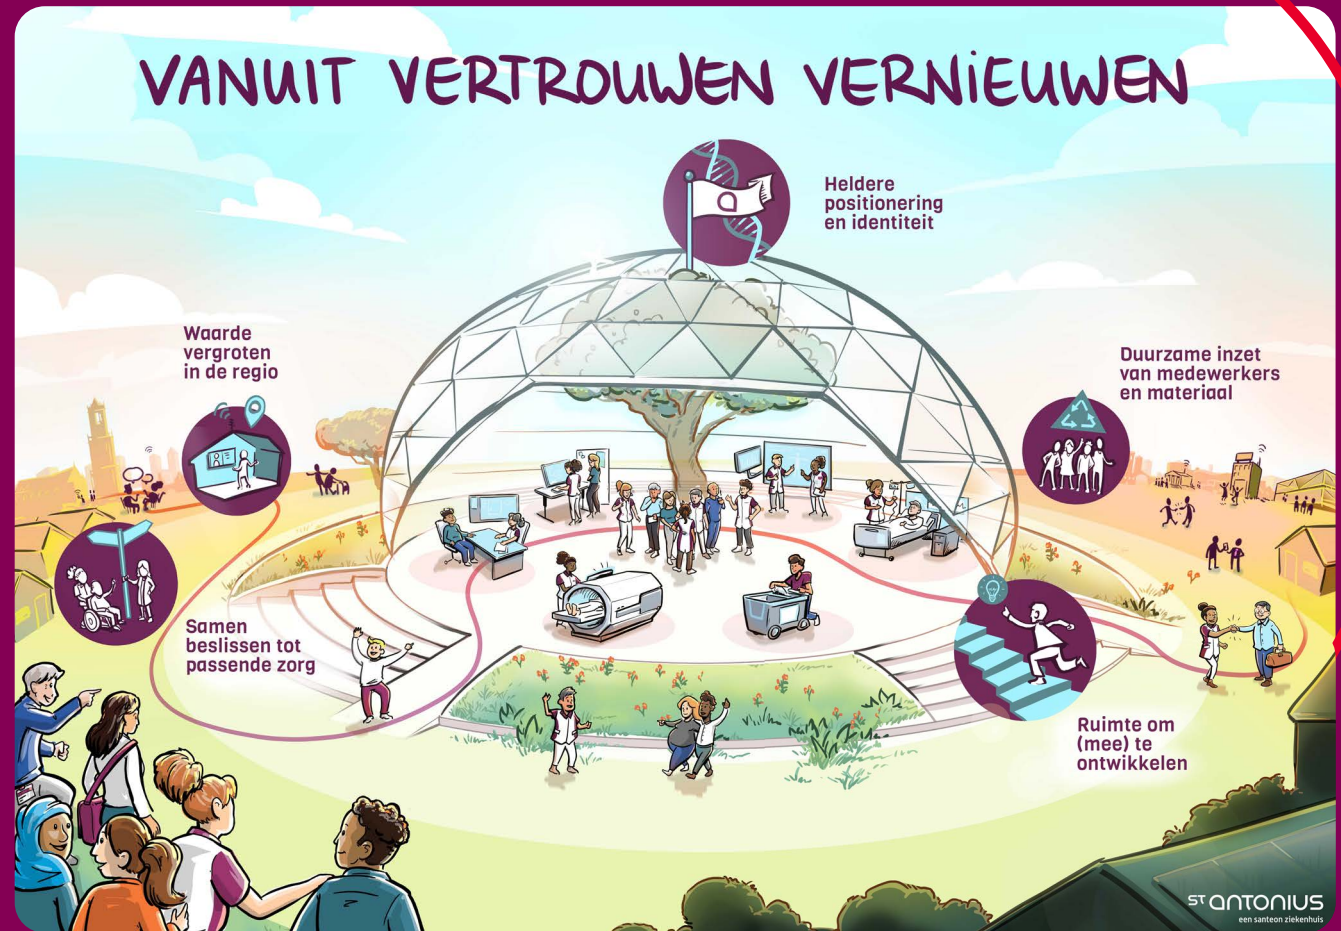 VANUIT VERTROUWEN VERNIEUWEN
Heldere
positionering
en identiteit
Waarde
vergroten
in de regio
Duurzame inzet
van medewerkers
en materiaal
Samen
beslissen tot
passende zorg
Ruimte om
(mee) te
ontwikkelen
ST antonius
een santeon ziekenhuis